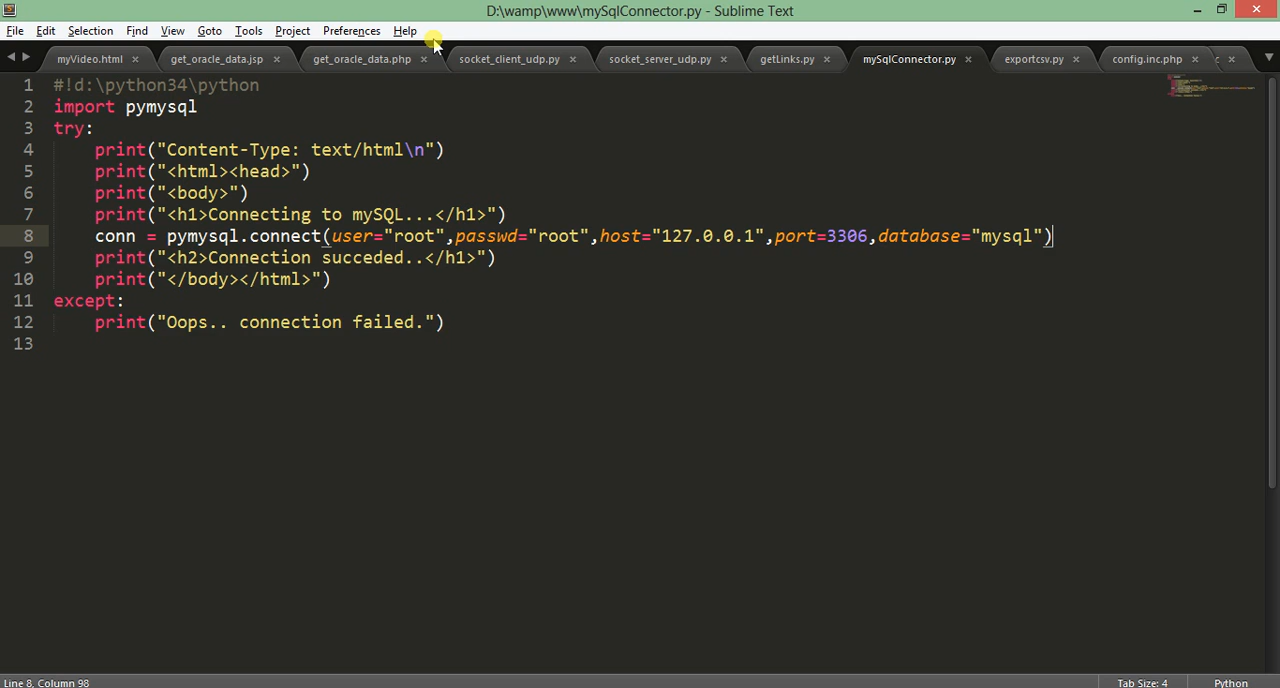 D:\wamp\www\mySqlConnector.py - Sublime Text
File Edit Selection Find View Goto Tools Project Preferences Help
myVideo.html get_oracle_data.jsp get_oracle_data.php socket_client_udp.py socket_server_udp.py getLinks.py mySqlConnector.py exportcsv.py config.inc.php
1 #!d:\python34\python
2 import pymysql
3 try:
4 print("Content-Type: text/html\n")
5 print("<html><head>")
6 print("<body>")
7 print("<h1>Connecting to mySQL...</h1>")
8 conn = pymysql.connect(user="root",passwd="root",host="127.0.0.1",port=3306,database="mysql")
9 print("<h2>Connection succeded..</h1>")
10 print("</body></html>")
11 except:
12 print("Oops.. connection failed.")
13
Line 8, Column 98 Tab Size: 4 Python